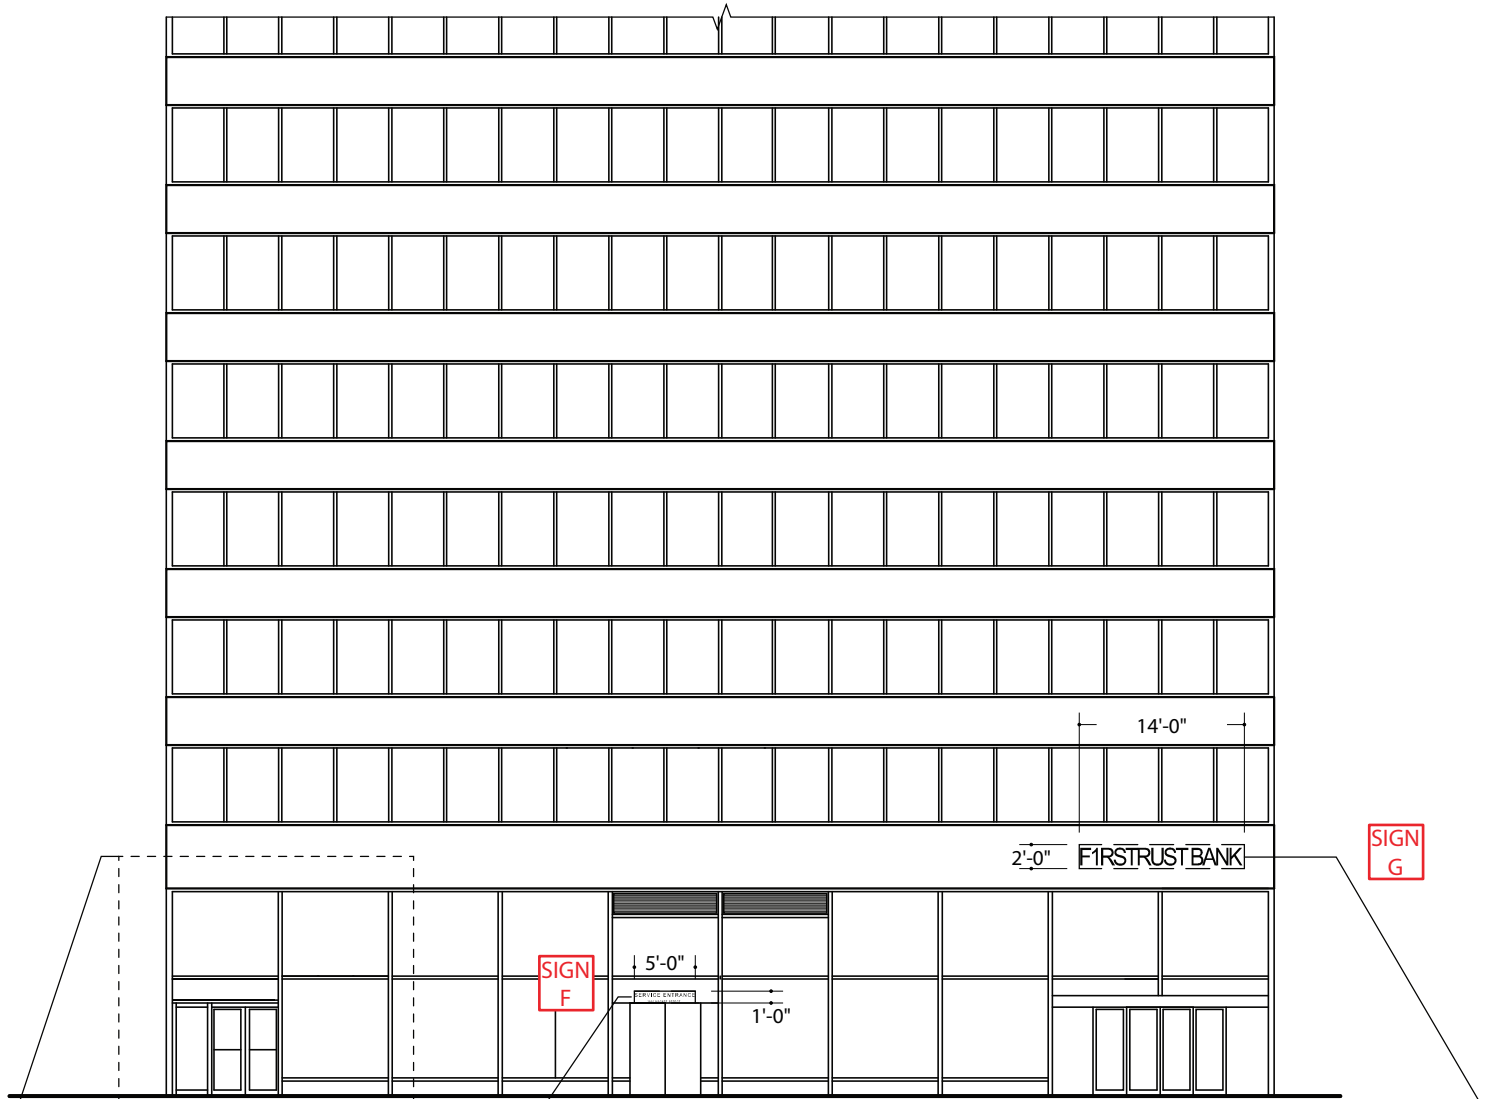 14'-0"
2'-0"
F1RSTRUST BANK
SIGN
G
SIGN
F
5'-0"
SERVICE ENTRANCE
1'-0"